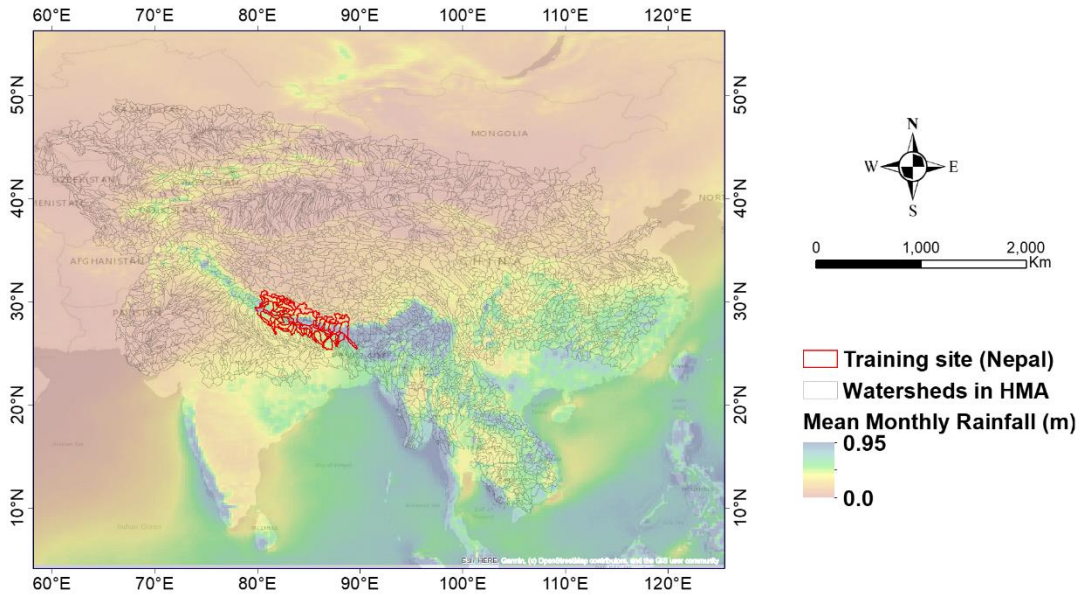 60°E 70°E 80°E 90°E 100°E 110°E 120°E
50°N 50°N
40°N 40°N
30°N 30°N
20°N 20°N
10°N 10°N
KAZAKHSTAN
MONGOLIA
UZBEKISTAN
AFGHANISTAN
CHINA
PAKISTAN
60°E 70°E 80°E 90°E 100°E 110°E 120°E
N
W E
S
0 1,000 2,000
Km
Training site (Nepal)
Watersheds in HMA
Mean Monthly Rainfall (m)
0.95
0.0